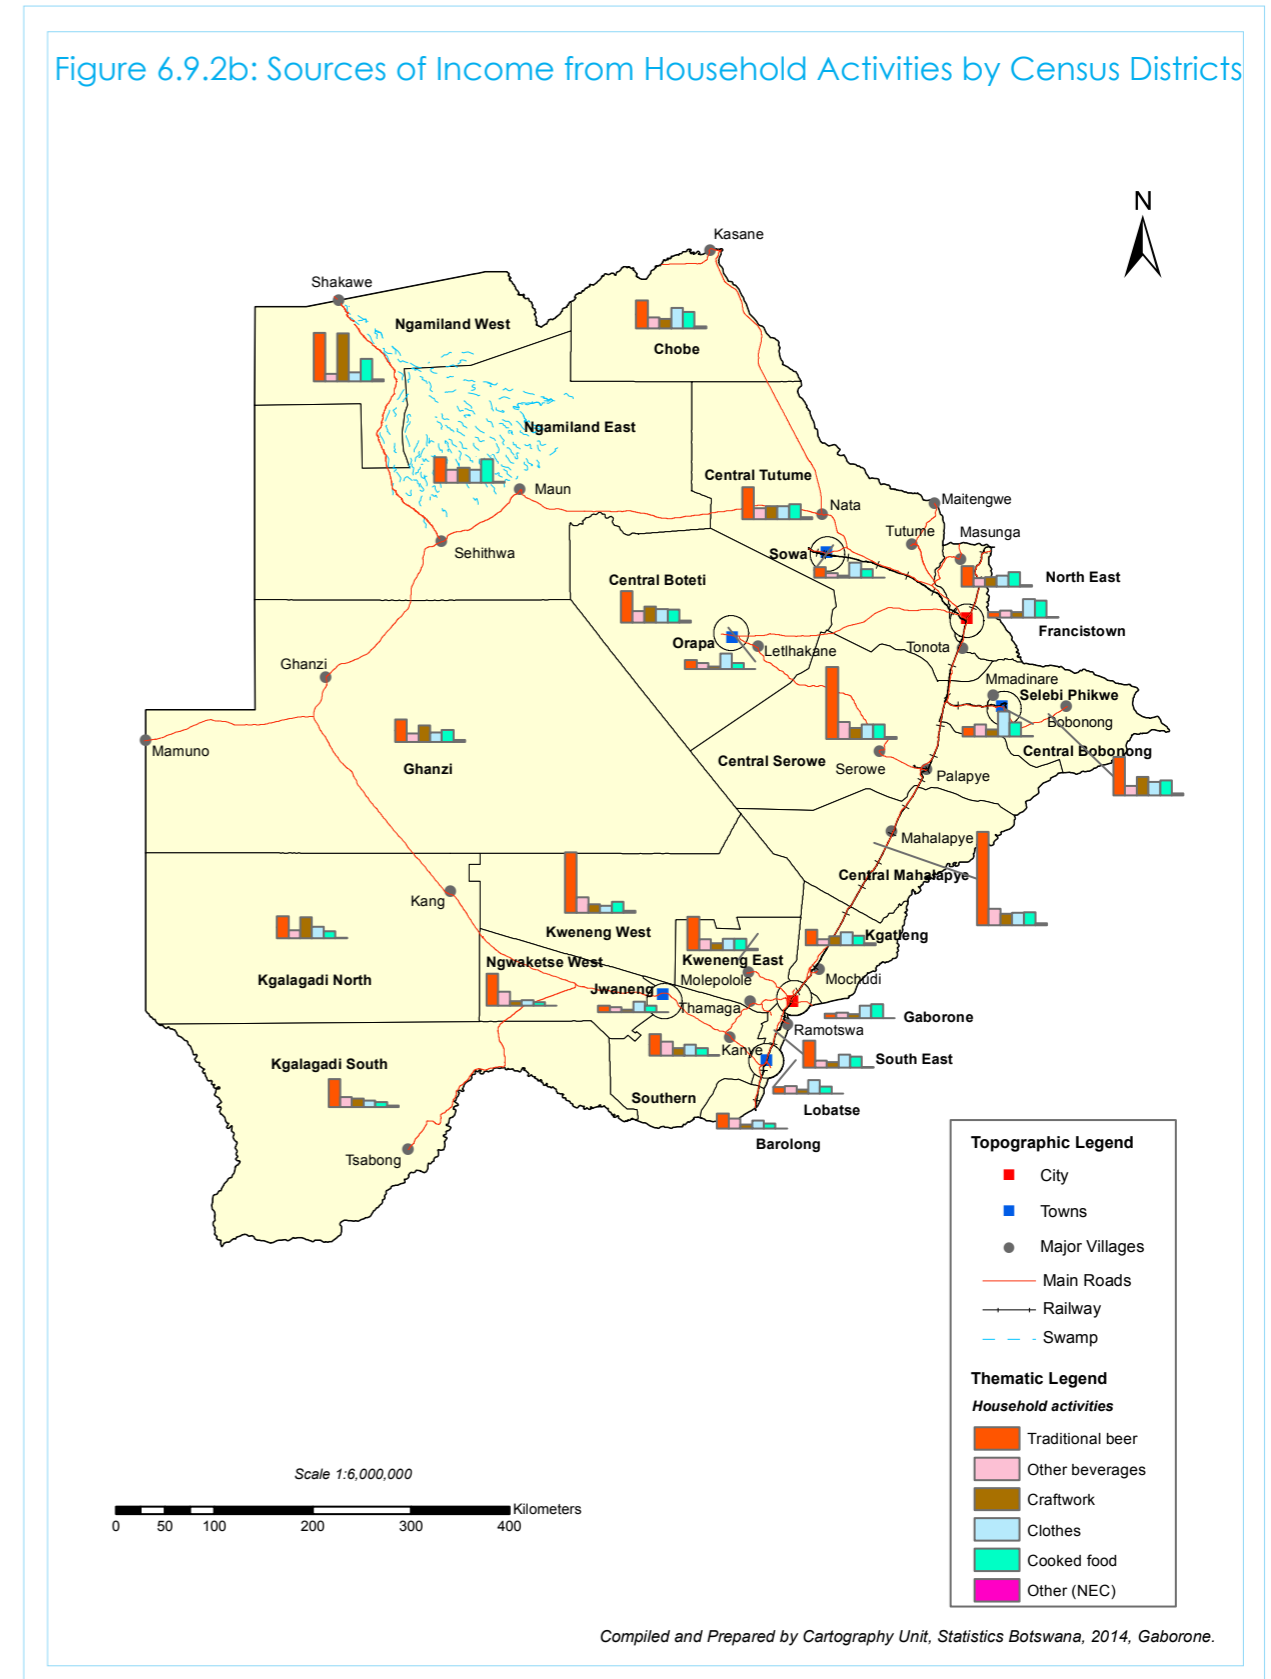 Figure 6.9.2b: Sources of Income from Household Activities by Census Districts
N
Kasane
Shakawe
Ngamiland West
Chobe
Ngamiland East
Central Tutume
Maun
Nata
Maitengwe
Tutume
Masunga
Sehithwa
Sowa
North East
Central Boteti
Francistown
Orapa
Letlhakane
Tonota
Ghanzi
Mmadinare
Selebi Phikwe
Bobonong
Mamuno
Central Bobonong
Ghanzi
Central Serowe
Serowe
Palapye
Mahalapye
Central Mahalapye
Kang
Kweneng West
Kgatleng
Ngwaketse West
Kweneng East
Kgalagadi North
Molepolole
Mochudi
Jwaneng
Thamaga
Gaborone
Ramotswa
Kanye
South East
Kgalagadi South
Southern
Lobatse
Barolong
Tsabong
Topographic Legend
City
Towns
Major Villages
Main Roads
Railway
Swamp
Thematic Legend
Household activities
Traditional beer
Other beverages
Craftwork
Clothes
Cooked food
Other (NEC)
Scale 1:6,000,000
Kilometers
0 50 100 200 300 400
Compiled and Prepared by Cartography Unit, Statistics Botswana, 2014, Gaborone.